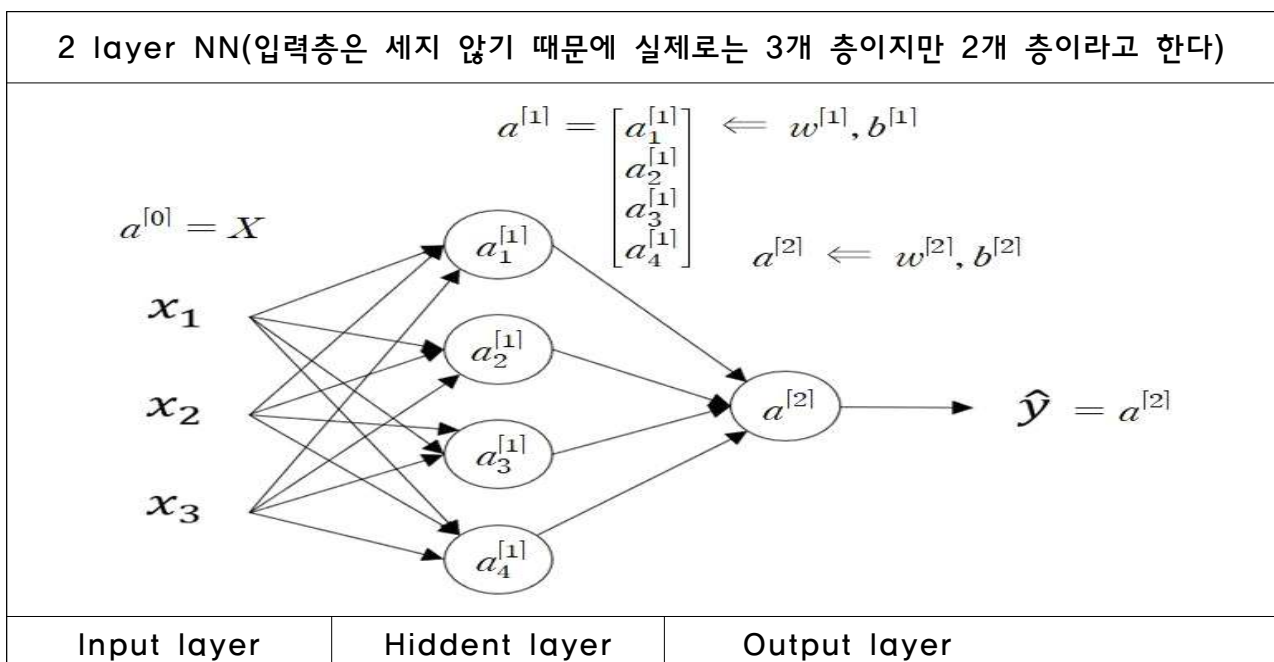 2 layer NN(입력층은 세지 않기 때문에 실제로는 3개 층이지만 2개 층이라고 한다)
a^[1] = [a_1^[1] a_2^[1] a_3^[1] a_4^[1]] ⇐ w^[1], b^[1]
a^[0] = X
a^[2] ⇐ w^[2], b^[2]
a_1^[1]
x_1
a_2^[1]
x_2
a^[2]
ŷ = a^[2]
a_3^[1]
x_3
a_4^[1]
Input layer
Hiddent layer
Output layer